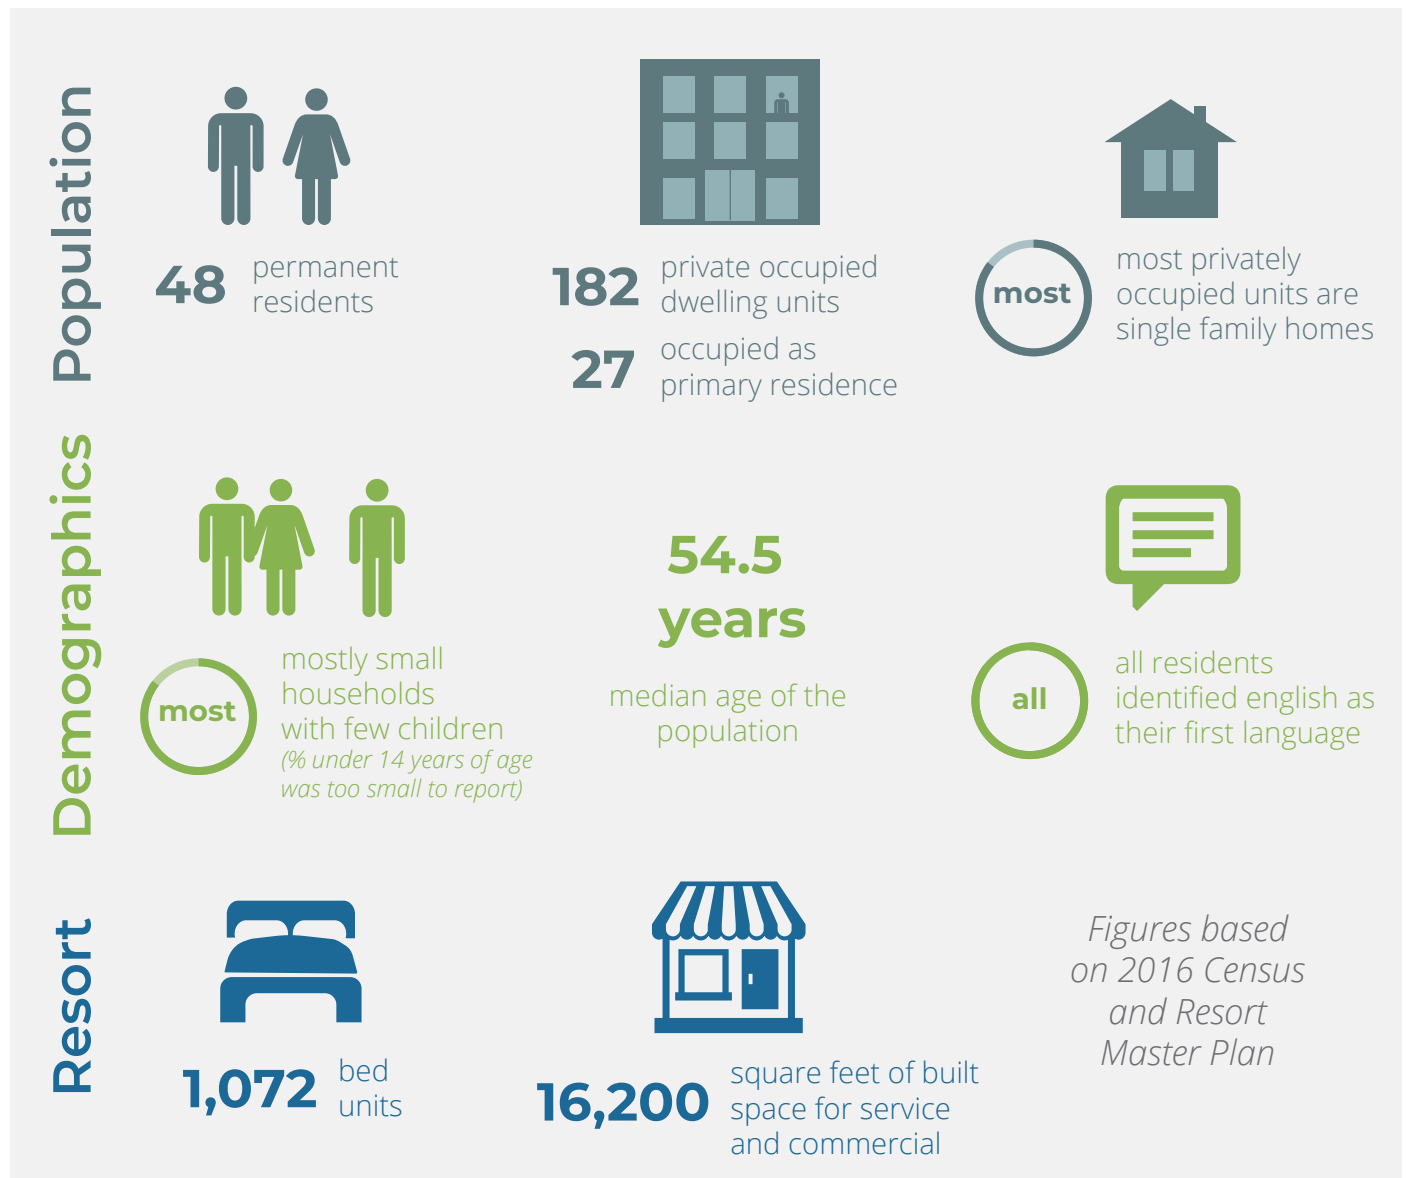 Population
48
permanent
residents
182
private occupied
dwelling units
27
occupied as
primary residence
most
most privately
occupied units are
single family homes
Demographics
most
mostly small
households
with few children
(% under 14 years of age
was too small to report)
54.5
years
median age of the
population
all
all residents
identified english as
their first language
Resort
1,072
bed
units
16,200
square feet of built
space for service
and commercial
Figures based
on 2016 Census
and Resort
Master Plan